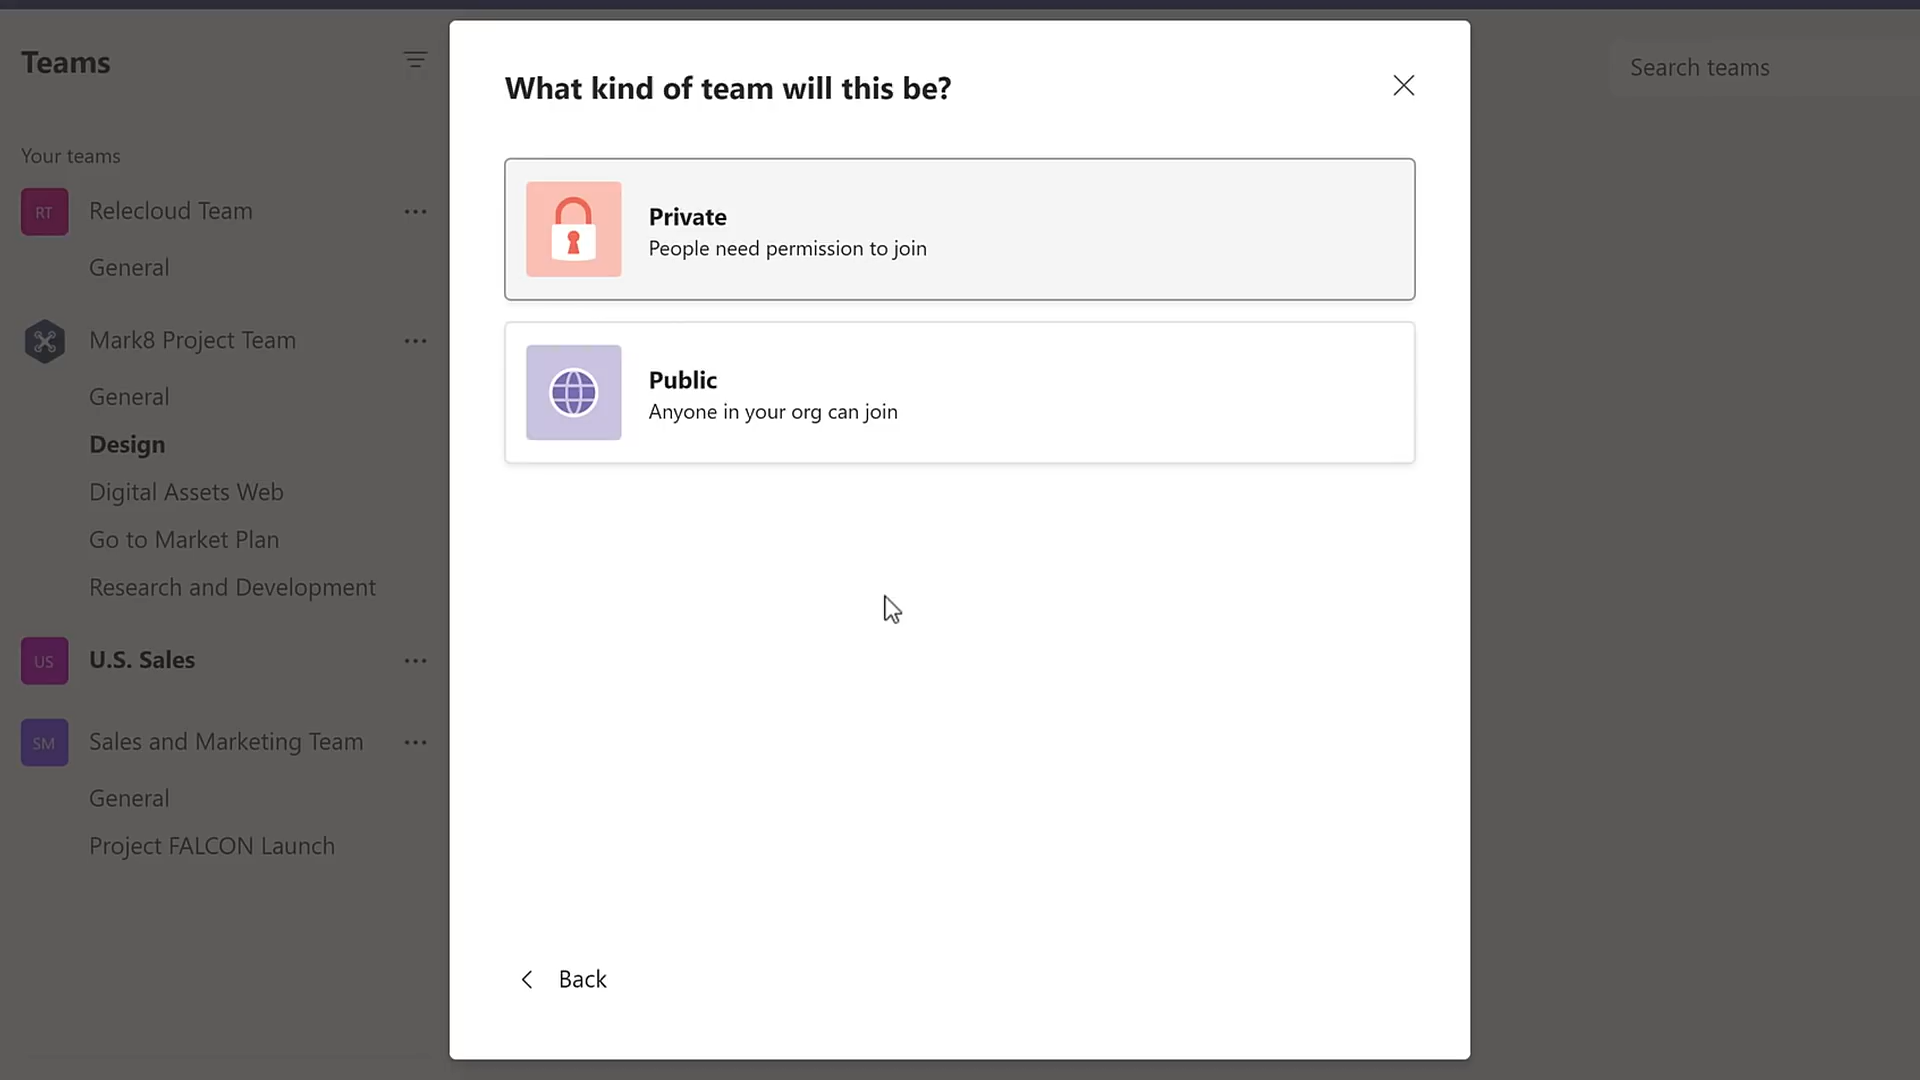 Teams
Your teams
RT
Relecloud Team
General
Mark8 Project Team
General
Design
Digital Assets Web
Go to Market Plan
Research and Development
US
U.S. Sales
SM
Sales and Marketing Team
General
Project FALCON Launch
What kind of team will this be?
Private
People need permission to join
Public
Anyone in your org can join
Back
Search teams